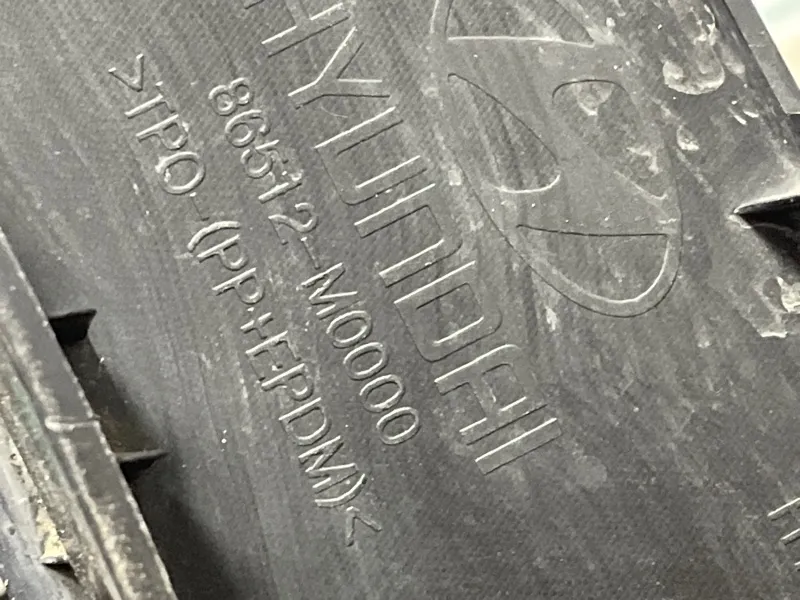 HYUNDAI
86512-M0000
>TPO (PP+EPDM)<